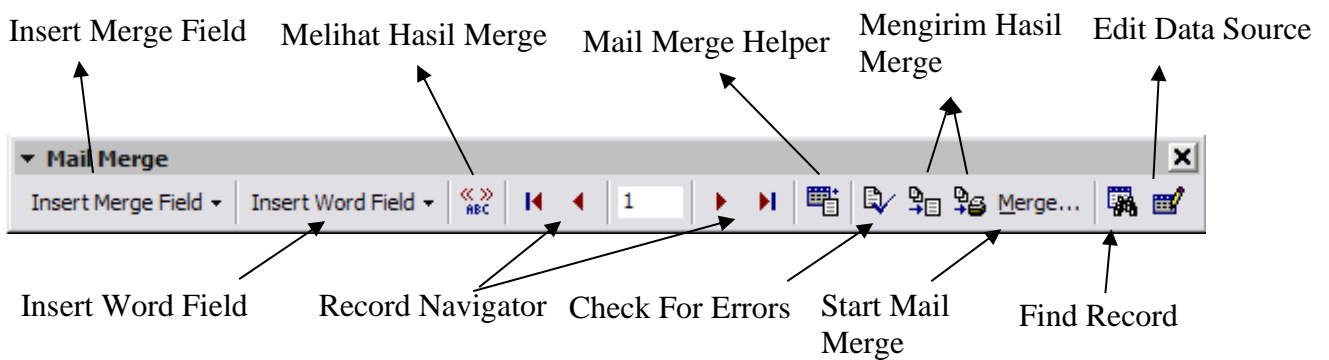 Insert Merge Field
Melihat Hasil Merge
Mail Merge Helper
Mengirim Hasil
Merge
Edit Data Source
Mail Merge
Insert Merge Field
Insert Word Field
« »
ABC
1
Merge...
Insert Word Field
Record Navigator
Check For Errors
Start Mail
Merge
Find Record